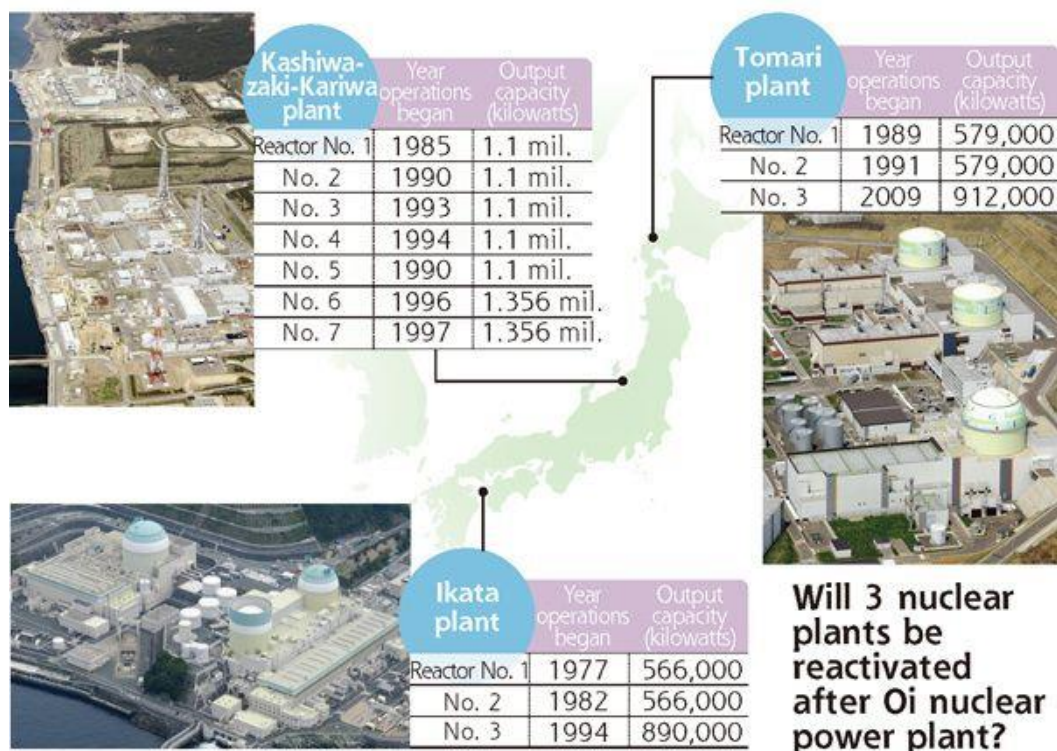 Kashiwa-
zaki-Kariwa
plant
Year
operations
began
Output
capacity
(kilowatts)
Reactor No. 1 1985 1.1 mil.
No. 2 1990 1.1 mil.
No. 3 1993 1.1 mil.
No. 4 1994 1.1 mil.
No. 5 1990 1.1 mil.
No. 6 1996 1.356 mil.
No. 7 1997 1.356 mil.
Tomari
plant
Year
operations
began
Output
capacity
(kilowatts)
Reactor No. 1 1989 579,000
No. 2 1991 579,000
No. 3 2009 912,000
Ikata
plant
Year
operations
began
Output
capacity
(kilowatts)
Reactor No. 1 1977 566,000
No. 2 1982 566,000
No. 3 1994 890,000
Will 3 nuclear
plants be
reactivated
after Oi nuclear
power plant?